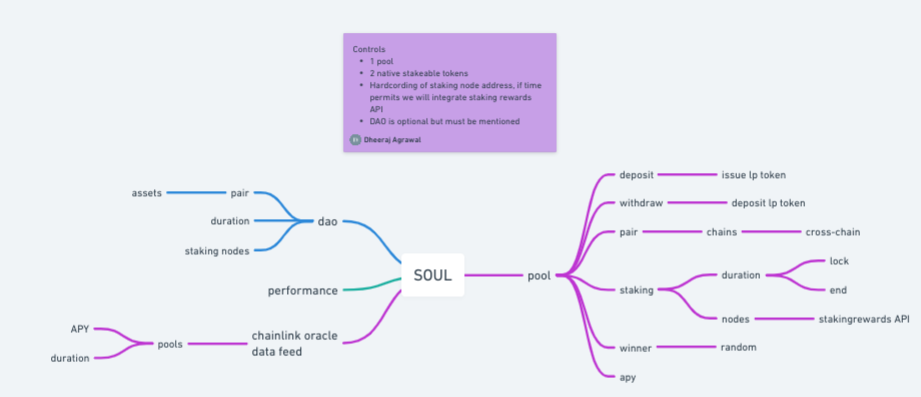 Controls
1 pool
2 native stakeable tokens
Hardcording of staking node address, if time
permits we will integrate staking rewards
API
DAO is optional but must be mentioned
Dheeraj Agrawal
assets
pair
duration
staking nodes
dao
performance
chainlink oracle
data feed
pools
APY
duration
SOUL
pool
deposit
issue lp token
withdraw
deposit lp token
pair
chains
cross-chain
staking
duration
lock
end
nodes
stakingrewards API
winner
random
apy